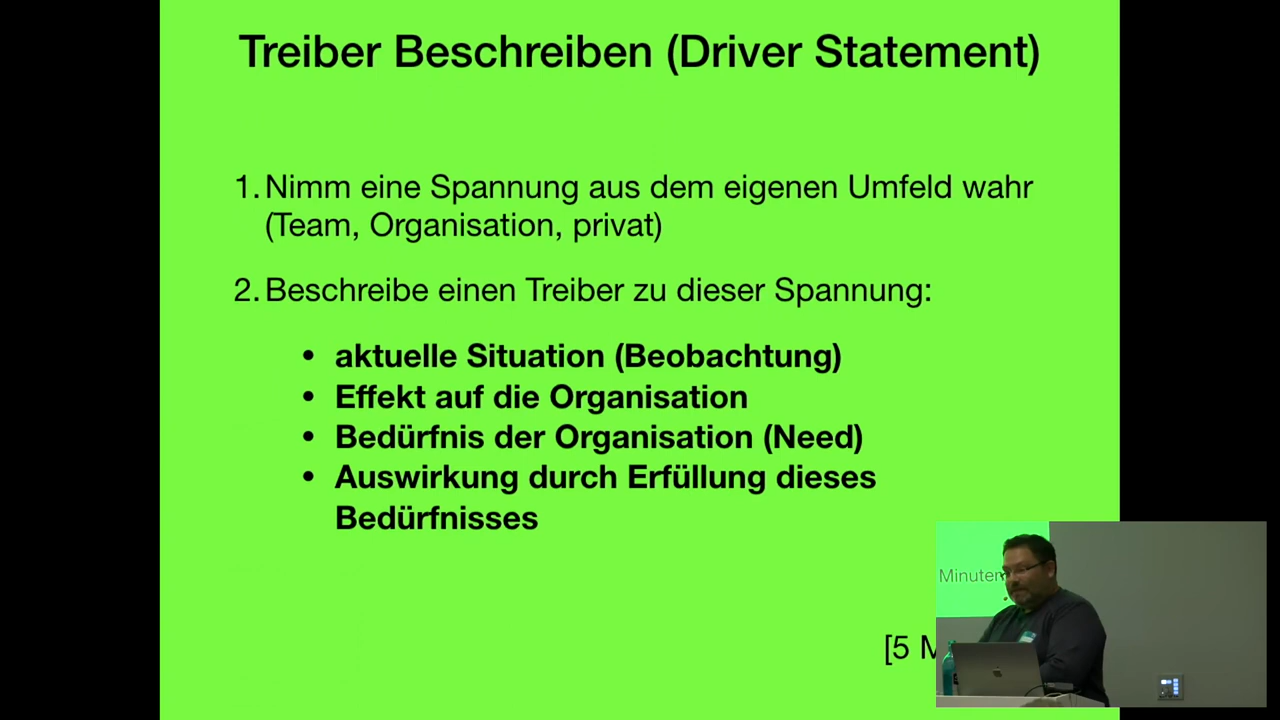 Treiber Beschreiben (Driver Statement)
1. Nimm eine Spannung aus dem eigenen Umfeld wahr
(Team, Organisation, privat)
2. Beschreibe einen Treiber zu dieser Spannung:
• aktuelle Situation (Beobachtung)
• Effekt auf die Organisation
• Bedürfnis der Organisation (Need)
• Auswirkung durch Erfüllung dieses
Bedürfnisses
[5 M
Minuten